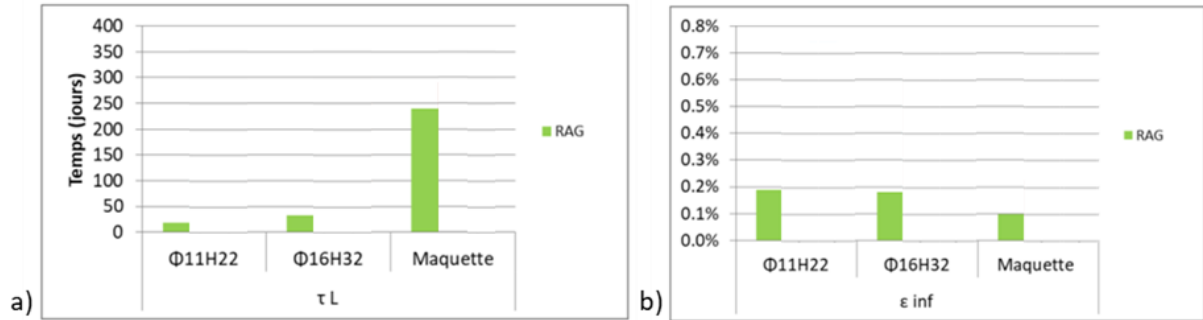 400
350
300
250
200
150
100
50
0
Temps (jours)
Φ11H22 Φ16H32 Maquette
τ L
RAG
a)
0.8%
0.7%
0.6%
0.5%
0.4%
0.3%
0.2%
0.1%
0.0%
Φ11H22 Φ16H32 Maquette
ε inf
RAG
b)